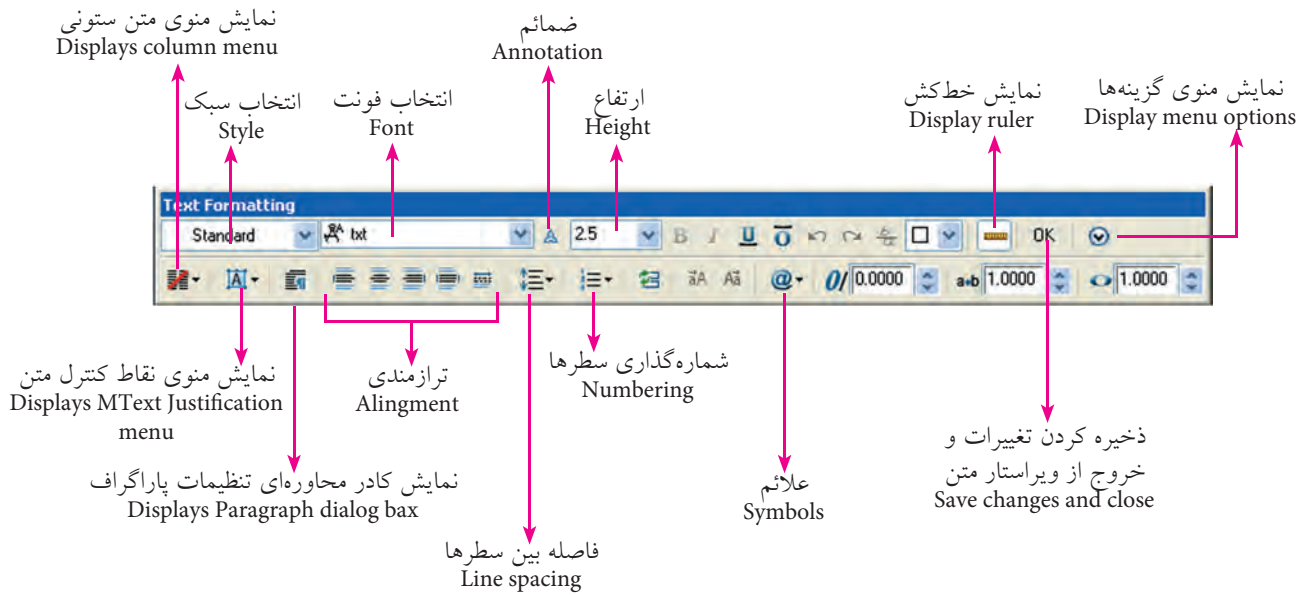 نمایش منوی متن ستونی
Displays column menu
انتخاب سبک
Style
انتخاب فونت
Font
ضمائم
Annotation
ارتفاع
Height
نمایش خط‌کش
Display ruler
نمایش منوی گزینه‌ها
Display menu options
Text Formatting
Standard txt 2.5 B I U O OK
@ 0/ 0.0000 a•b 1.0000 1.0000
نمایش منوی نقاط کنترل متن
Displays MText Justification
menu
ترازمندی
Alingment
شماره‌گذاری سطرها
Numbering
ذخیره کردن تغییرات و
خروج از ویراستار متن
Save changes and close
نمایش کادر محاوره‌ای تنظیمات پاراگراف
Displays Paragraph dialog bax
علائم
Symbols
فاصله بین سطرها
Line spacing